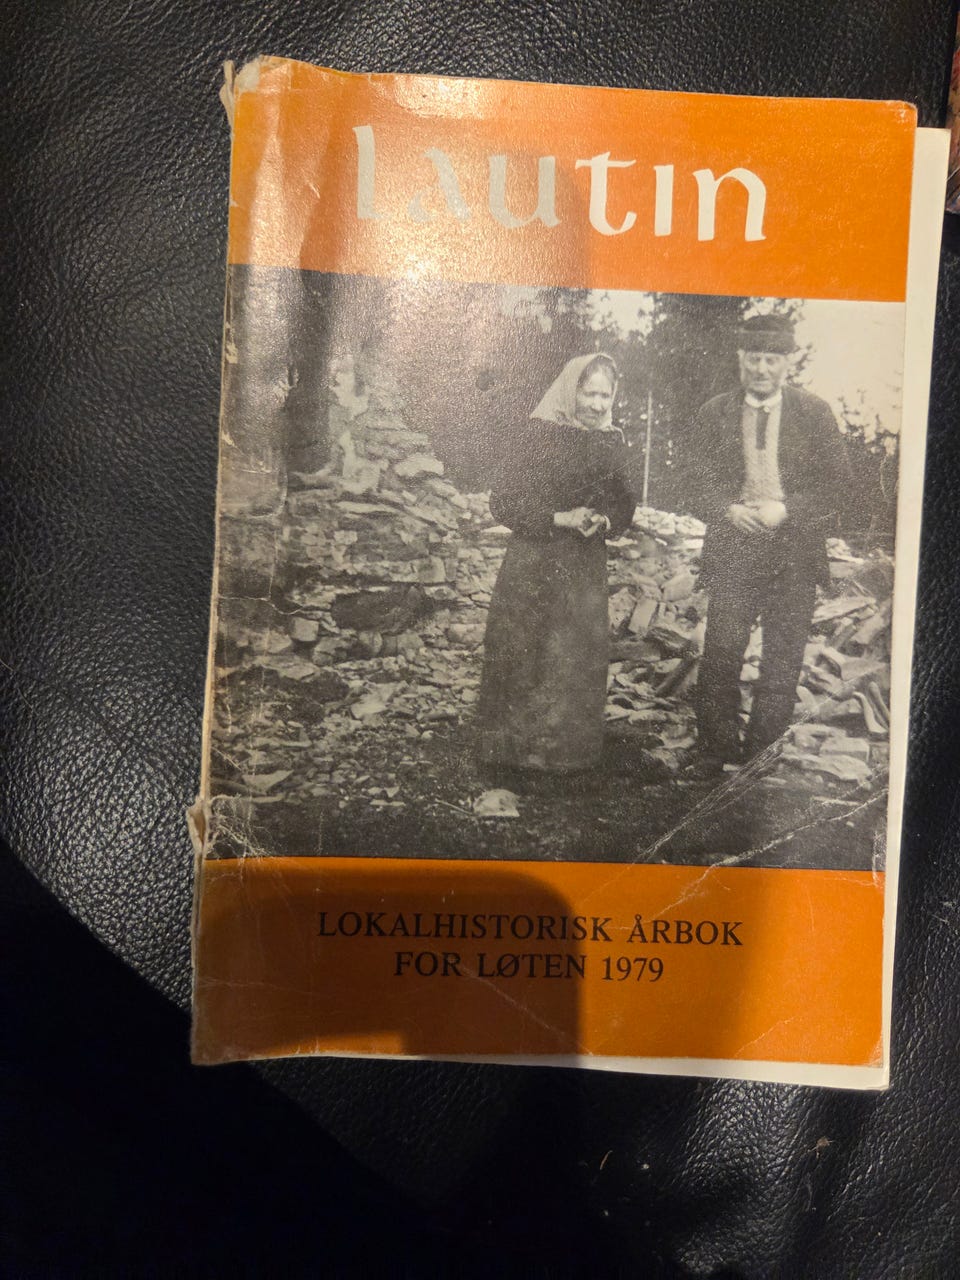 lautin
LOKALHISTORISK ÅRBOK
FOR LØTEN 1979